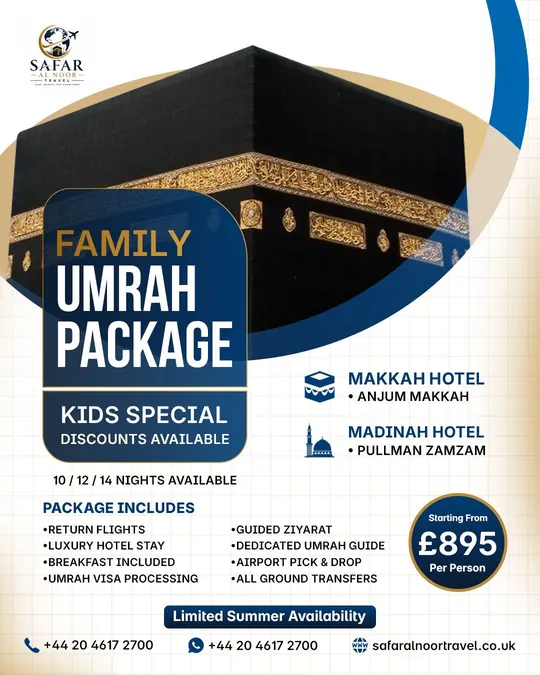 SAFAR
AL NOOR
TRAVEL
FAMILY
UMRAH
PACKAGE
KIDS SPECIAL
DISCOUNTS AVAILABLE
10 / 12 / 14 NIGHTS AVAILABLE
MAKKAH HOTEL
• ANJUM MAKKAH
MADINAH HOTEL
• PULLMAN ZAMZAM
PACKAGE INCLUDES
•RETURN FLIGHTS
•LUXURY HOTEL STAY
•BREAKFAST INCLUDED
•UMRAH VISA PROCESSING
•GUIDED ZIYARAT
•DEDICATED UMRAH GUIDE
•AIRPORT PICK & DROP
•ALL GROUND TRANSFERS
Starting From
£895
Per Person
Limited Summer Availability
+44 20 4617 2700
+44 20 4617 2700
safaralnoortravel.co.uk